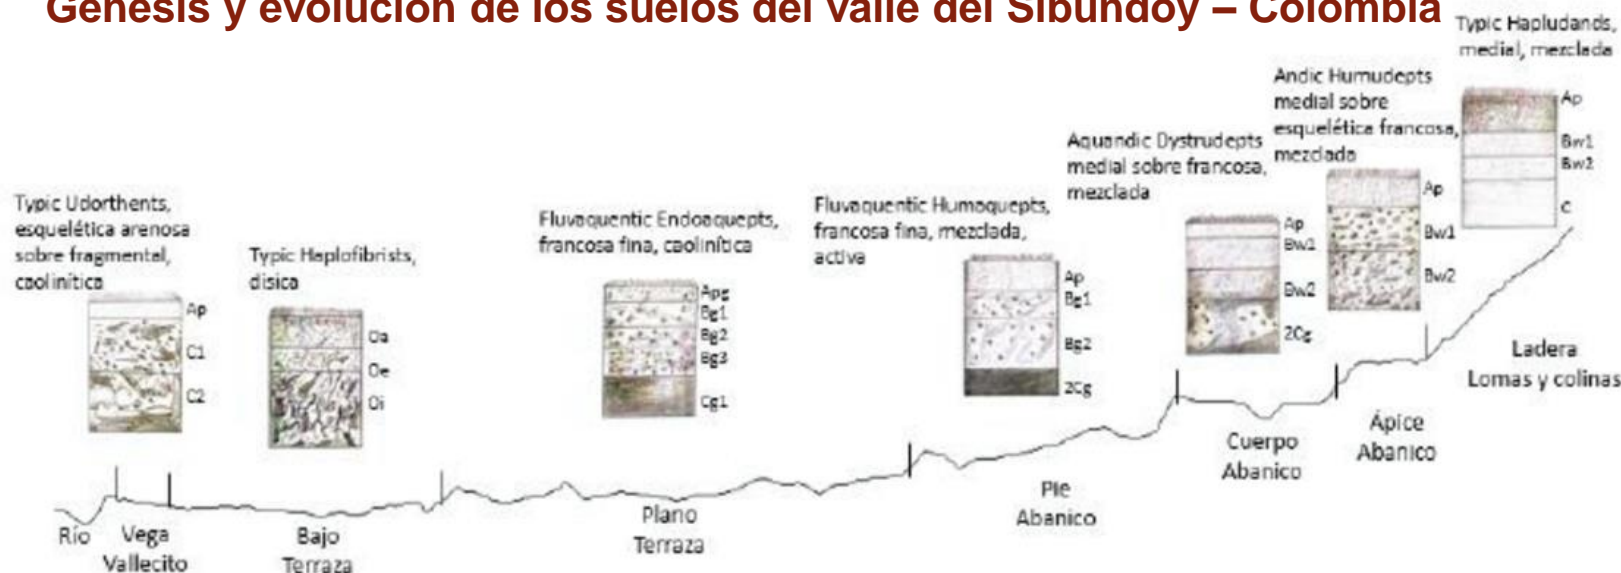 Génesis y evolución de los suelos del Valle del Sibundoy – Colombia
Typic Hapludands,
medial, mezclada
Ap
Bw1
Bw2
C
Andic Humudepts
medial sobre
esquelética francosa,
mezclada
Ap
Bw1
Bw2
Aquandic Dystrudepts
medial sobre francosa,
mezclada
Ap
Bw1
Bw2
2Cg
Fluvaquentic Humaquepts,
francosa fina, mezclada,
activa
Ap
Bg1
Bg2
2Cg
Fluvaquentic Endoaquepts,
francosa fina, caolinítica
Apg
Bg1
Bg2
Bg3
Cg1
Typic Haplofibrists,
disica
Oa
Oe
Oi
Typic Udorthents,
esquelética arenosa
sobre fragmental,
caolinítica
Ap
C1
C2
Río
Vega
Vallecito
Bajo
Terraza
Plano
Terraza
Pie
Abanico
Cuerpo
Abanico
Ápice
Abanico
Ladera
Lomas y colinas